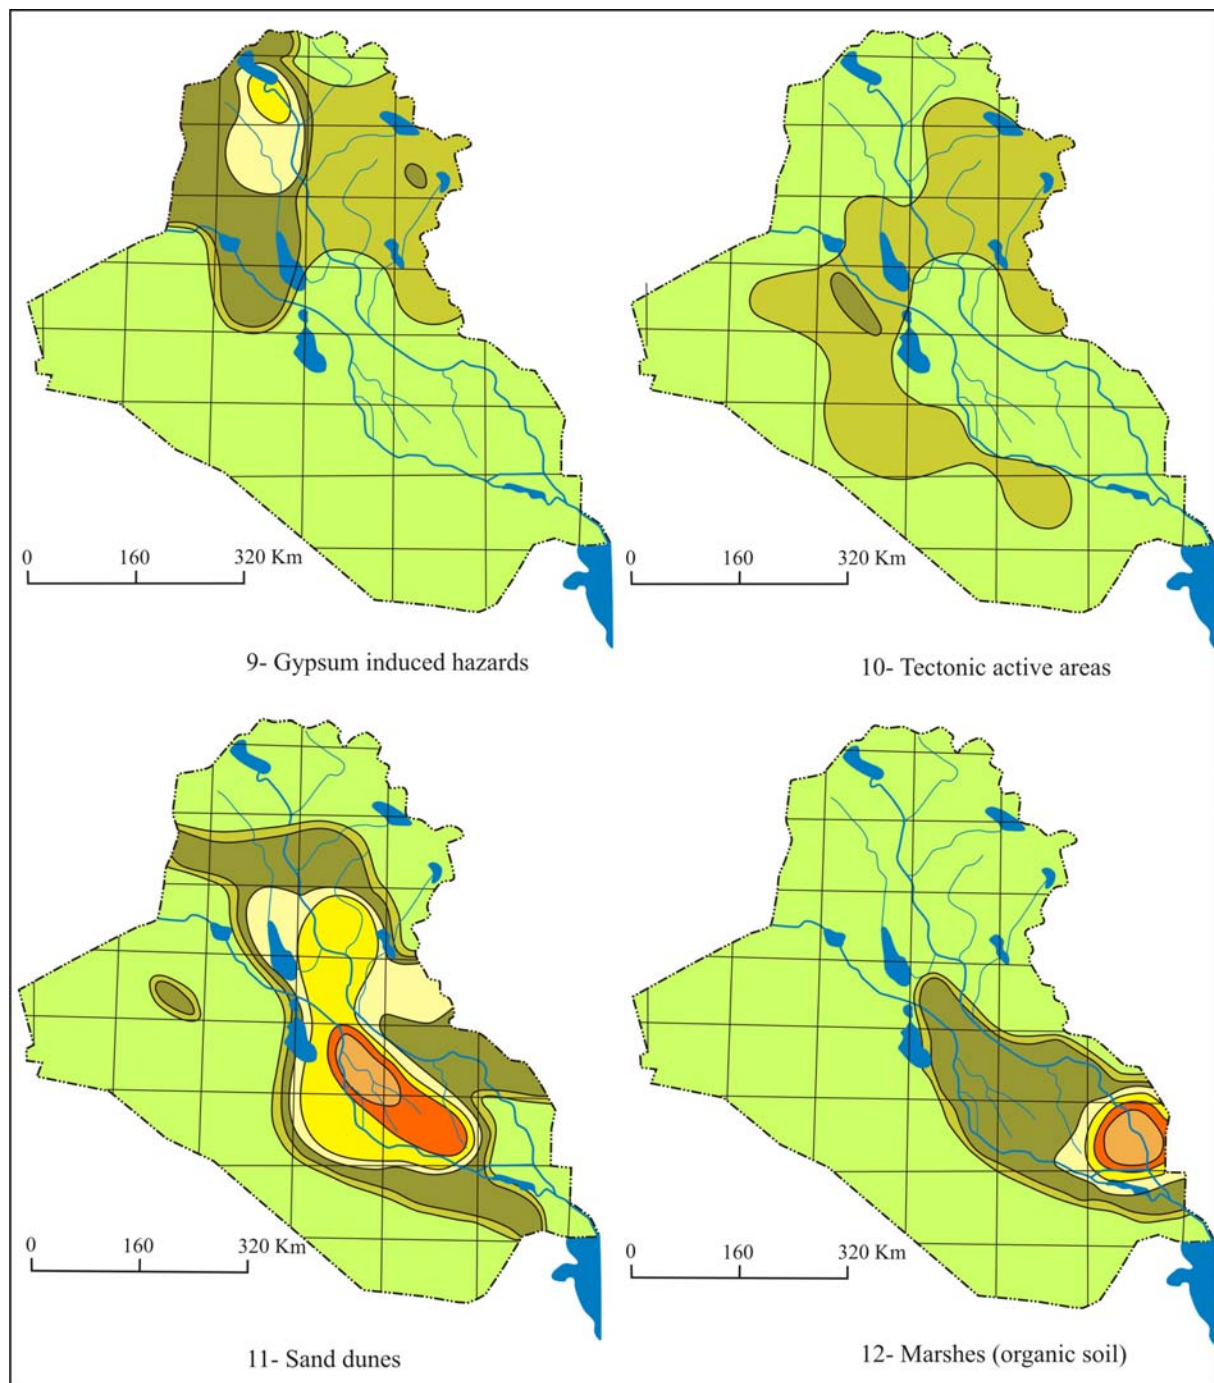 0 160 320 Km
0 160 320 Km
9- Gypsum induced hazards
10- Tectonic active areas
0 160 320 Km
0 160 320 Km
11- Sand dunes
12- Marshes (organic soil)